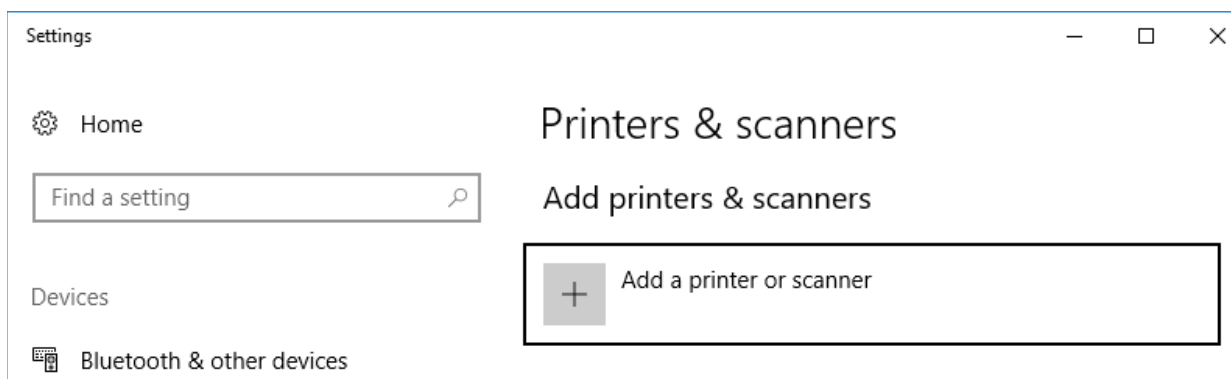 Settings
Home
Find a setting
Devices
Bluetooth & other devices
Printers & scanners
Add printers & scanners
Add a printer or scanner